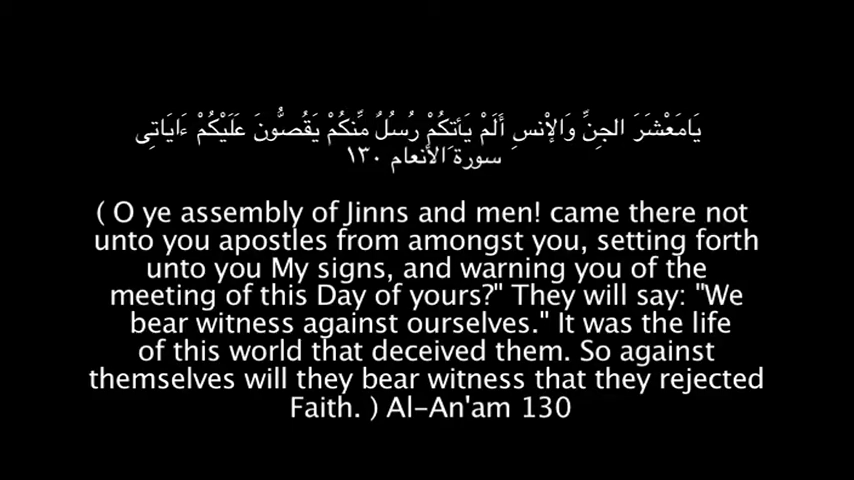 يَامَعْشَرَ الجِنِّ وَالإْنسِ أَلَمْ يَأتِكُمْ رُسُلٌ مِّنكُمْ يَقُصُّونَ عَلَيْكُمْ ءَايَاتِى
سورة الأنعام ١٣٠
( O ye assembly of Jinns and men! came there not
unto you apostles from amongst you, setting forth
unto you My signs, and warning you of the
meeting of this Day of yours?" They will say: "We
bear witness against ourselves." It was the life
of this world that deceived them. So against
themselves will they bear witness that they rejected
Faith. ) Al-An'am 130